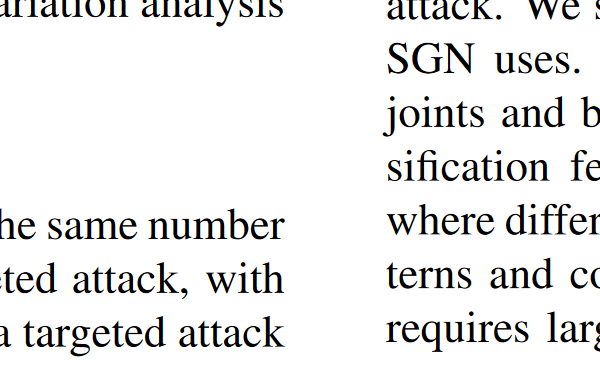 ariation analysis
he same number
eted attack, with
a targeted attack
attack. We s
SGN uses.
joints and b
sification fe
where differ
terns and co
requires larg